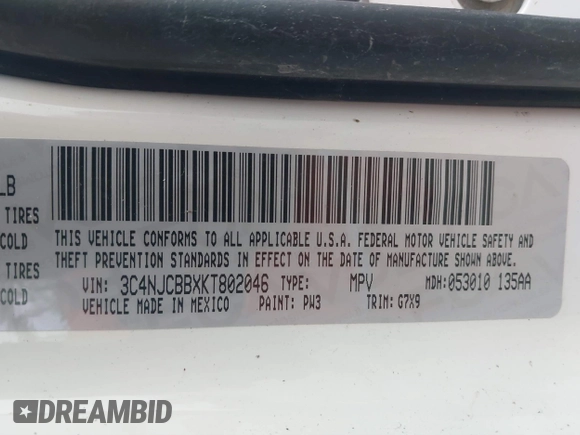 LB
TIRES
COLD
TIRES
COLD
THIS VEHICLE CONFORMS TO ALL APPLICABLE U.S.A. FEDERAL MOTOR VEHICLE SAFETY AND
THEFT PREVENTION STANDARDS IN EFFECT ON THE DATE OF MANUFACTURE SHOWN ABOVE.
VIN: 3C4NJCBBXKT802046 TYPE: MPV MDH: 053010 135AA
VEHICLE MADE IN MEXICO PAINT: PW3 TRIM: G7X9
DREAMBID